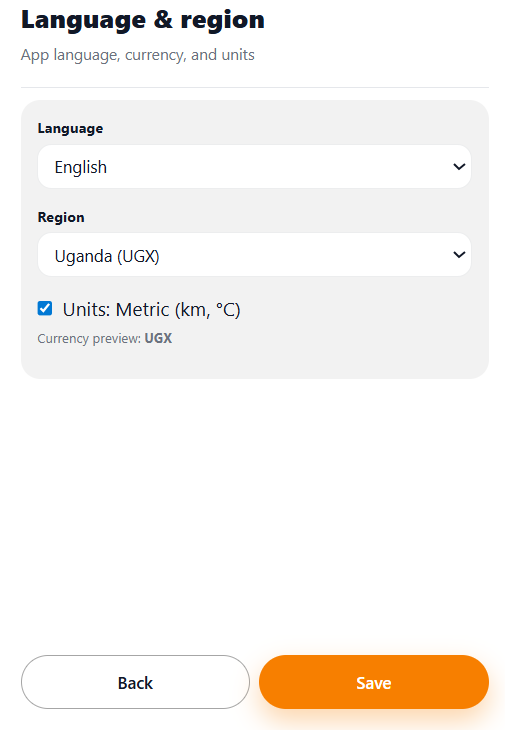 Language & region
App language, currency, and units
Language
English
Region
Uganda (UGX)
Units: Metric (km, °C)
Currency preview: UGX
Back
Save